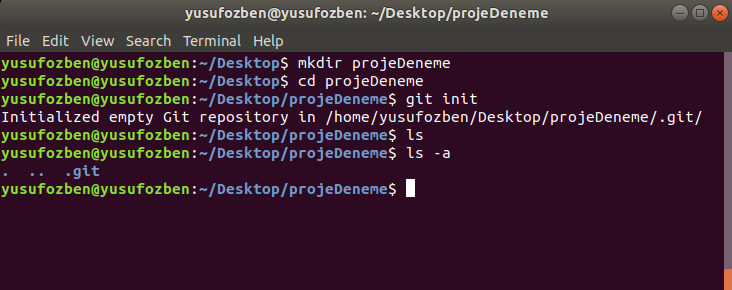 yusufozben@yusufozben: ~/Desktop/projeDeneme
File Edit View Search Terminal Help
yusufozben@yusufozben:~/Desktop$ mkdir projeDeneme
yusufozben@yusufozben:~/Desktop$ cd projeDeneme
yusufozben@yusufozben:~/Desktop/projeDeneme$ git init
Initialized empty Git repository in /home/yusufozben/Desktop/projeDeneme/.git/
yusufozben@yusufozben:~/Desktop/projeDeneme$ ls
yusufozben@yusufozben:~/Desktop/projeDeneme$ ls -a
.  ..  .git
yusufozben@yusufozben:~/Desktop/projeDeneme$